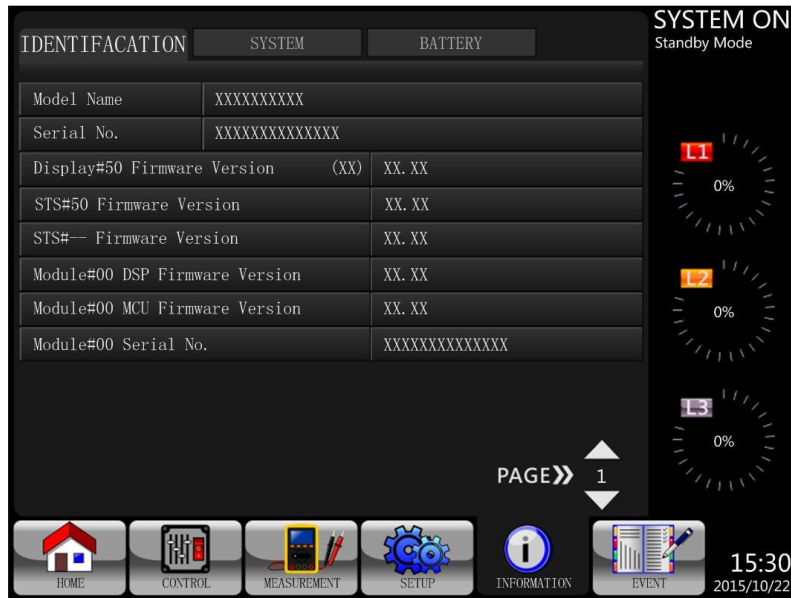 SYSTEM ON
Standby Mode
IDENTIFACATION SYSTEM BATTERY
Model Name XXXXXXXXXX
Serial No. XXXXXXXXXXXXXX
Display#50 Firmware Version (XX) XX.XX
STS#50 Firmware Version XX.XX
STS#-- Firmware Version XX.XX
Module#00 DSP Firmware Version XX.XX
Module#00 MCU Firmware Version XX.XX
Module#00 Serial No. XXXXXXXXXXXXXX
L1
0%
L2
0%
L3
0%
PAGE 1
HOME CONTROL MEASUREMENT SETUP INFORMATION EVENT
15:30
2015/10/22